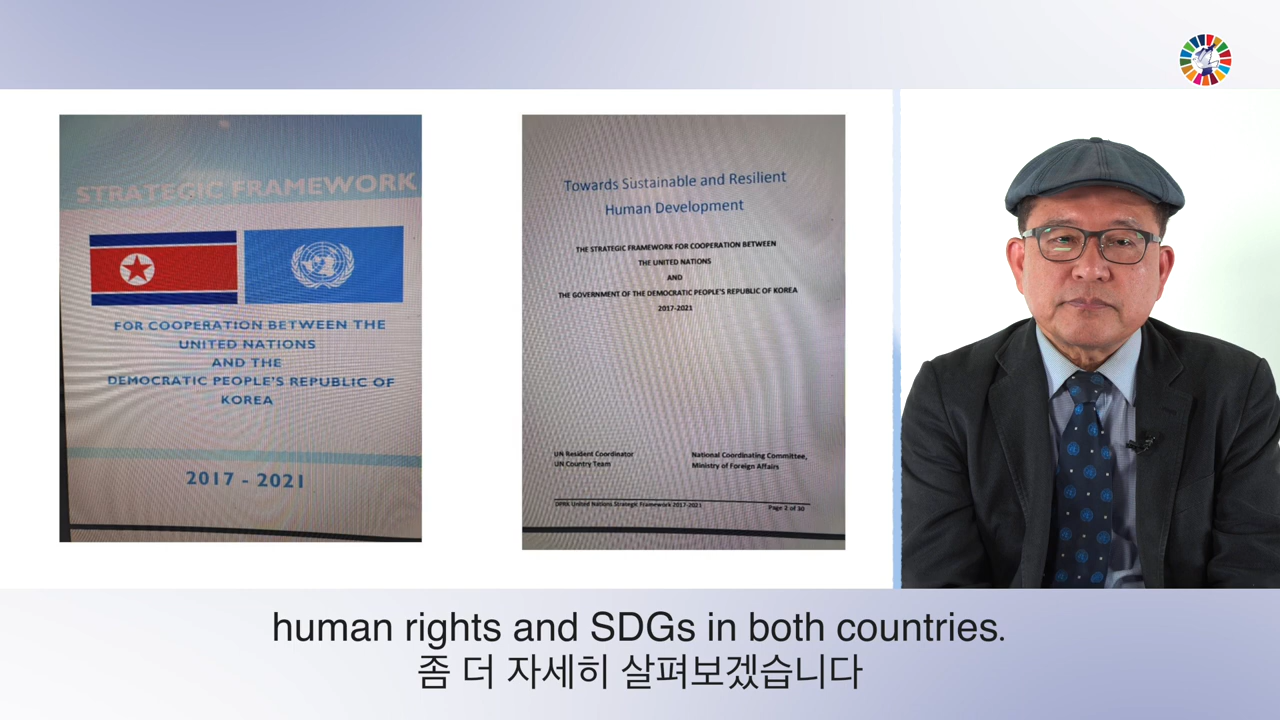 STRATEGIC FRAMEWORK
FOR COOPERATION BETWEEN THE
UNITED NATIONS
AND THE
DEMOCRATIC PEOPLE'S REPUBLIC OF
KOREA
2017 - 2021
Towards Sustainable and Resilient
Human Development
THE STRATEGIC FRAMEWORK FOR COOPERATION BETWEEN
THE UNITED NATIONS
AND
THE GOVERNMENT OF THE DEMOCRATIC PEOPLE'S REPUBLIC OF KOREA
2017-2021
UN Resident Coordinator
UN Country Team
National Coordinating Committee,
Ministry of Foreign Affairs
DPRK United Nations Strategic Framework 2017-2021
Page 2 of 30
human rights and SDGs in both countries.
좀 더 자세히 살펴보겠습니다